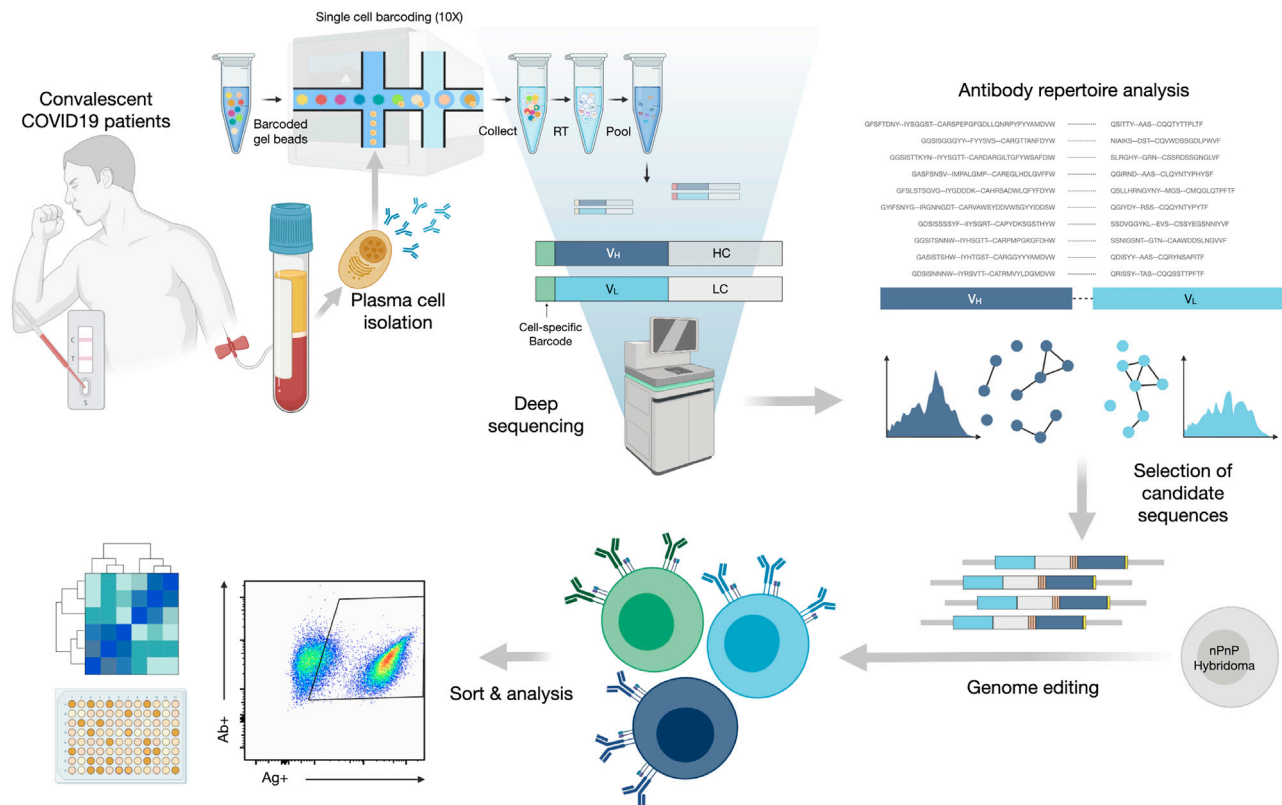 Single cell barcoding (10X)
Convalescent
COVID19 patients
Barcoded
gel beads
Collect
RT
Pool
Plasma cell
isolation
C
T
S
VH
HC
VL
LC
Cell-specific
Barcode
Deep
sequencing
Antibody repertoire analysis
GFSFTDNY--IYSGGST--CARSPEPGFGDLLQNRPYFYYAMDVW ---------- QSITTY--AAS--CQQTYTTPLTF
GGSISGGGYY--FYYSVS--CARGTTANFDYW ---------- NIAIKS--DST--CQVWDSSGDLPWVF
GGSISTTKYN--IYYSGTT--CARDARGILTGFYWSAFDIW ---------- SLRGHY--GRN--CSSRDSSGNGLVF
GASFSNSV--IMPALGMP--CAREGLHDLGVFFW ---------- QGIRND--AAS--CLQYNTYPHYSF
GFSLSTSGVG--IYGDDDK--CAHRSADWLQFYFDYW ---------- QSLLHRNGYNY--MGS--CMQGLQTPFTF
GYIFSNYG--IRGNNGDT--CARVAWSYDDVWSGYYIDDSW ---------- QGIYDY--RSS--CQQYNTYPYTF
GDSISSSSYF--IIYSGRT--CAPYDKSGSTHYW ---------- SSDVGGYKL--EVS--CSSYEGSNNIYVF
GGSITSNNW--IYHSGTT--CARPMPGKGFDHW ---------- SSNIGSNT--GTN--CAAWDDSLNGVVF
GASISTSHW--IYHTGST--CARGGYYYAMDVW ---------- QDISYY--AAS--CQRYNSAPITF
GDSISNNNW--IYRSVTT--CATRMVYLDGMDVW ---------- QRISSY--TAS--CQQSSTTPFTF
VH
VL
Selection of
candidate
sequences
nPnP
Hybridoma
Genome editing
Sort & analysis
Ab+
Ag+